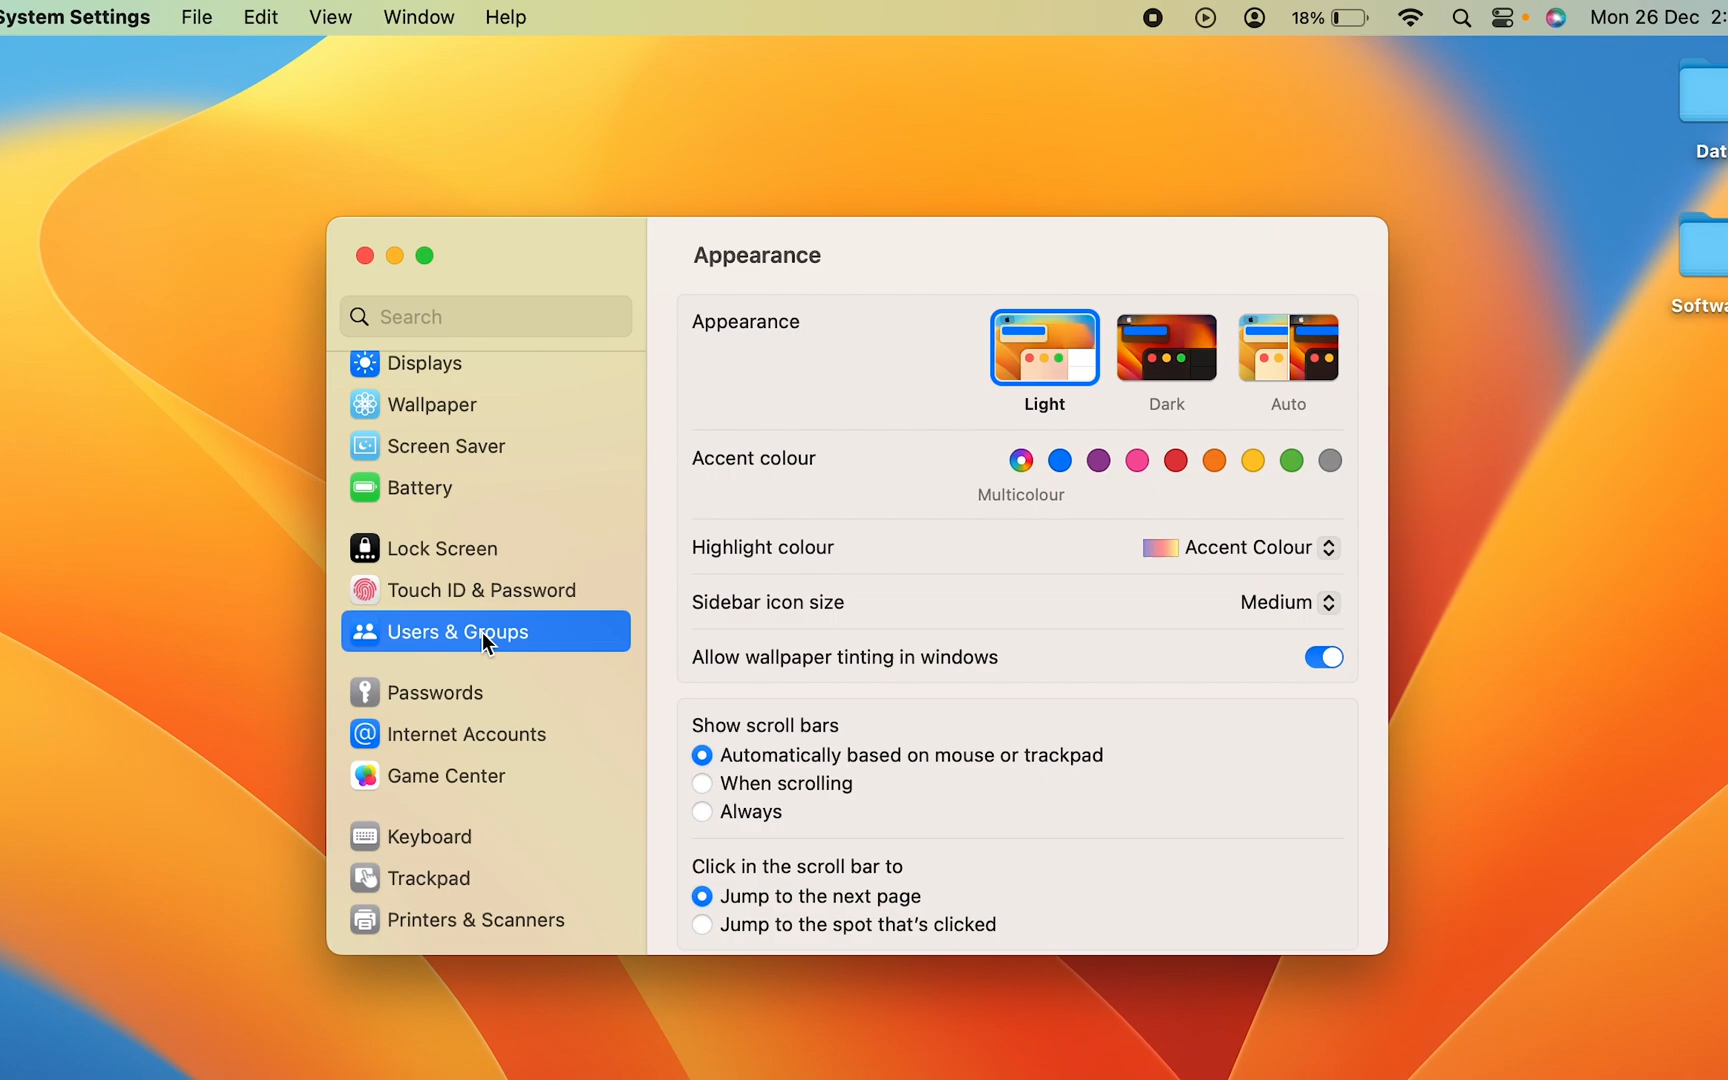 System Settings File Edit View Window Help 18% Mon 26 Dec 2:
Dat
Softwa
Search
Displays
Wallpaper
Screen Saver
Battery
Lock Screen
Touch ID & Password
Users & Groups
Passwords
Internet Accounts
Game Center
Keyboard
Trackpad
Printers & Scanners
Appearance
Appearance
Light Dark Auto
Accent colour
Multicolour
Highlight colour Accent Colour
Sidebar icon size Medium
Allow wallpaper tinting in windows
Show scroll bars
Automatically based on mouse or trackpad
When scrolling
Always
Click in the scroll bar to
Jump to the next page
Jump to the spot that's clicked